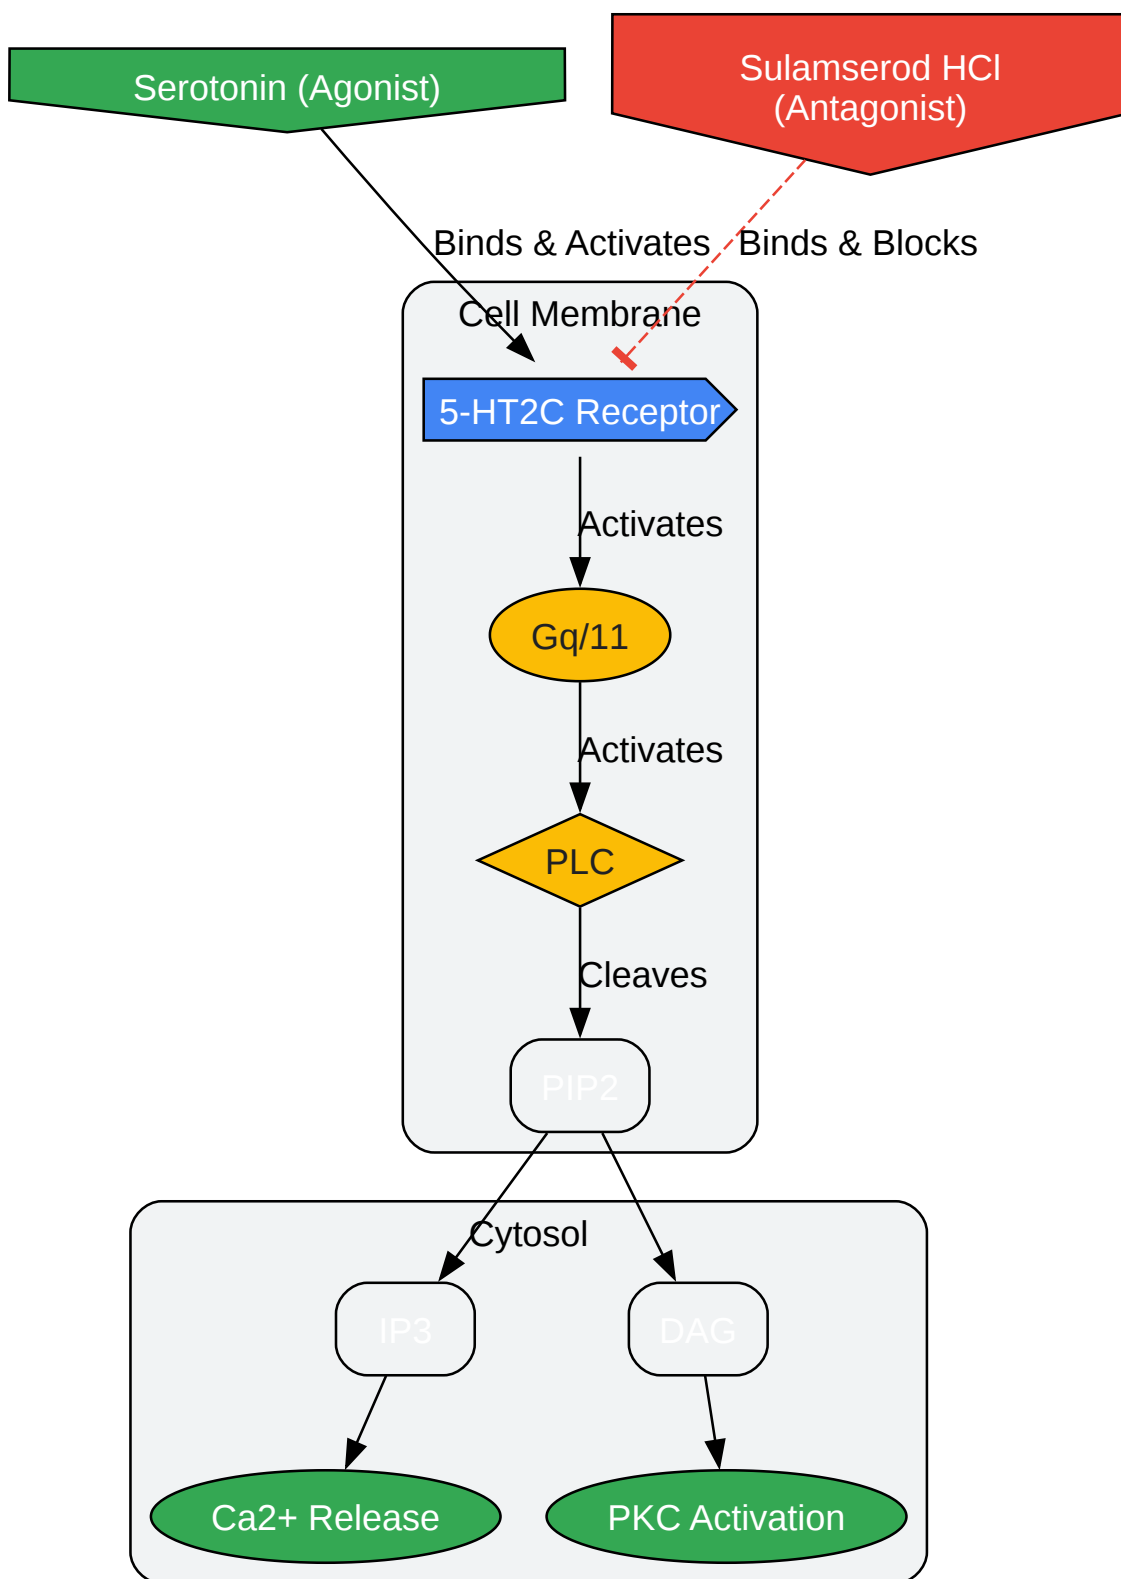 Serotonin (Agonist)
Sulamserod HCl
(Antagonist)
Binds & Activates
Binds & Blocks
Cell Membrane
5-HT2C Receptor
Activates
Gq/11
Activates
PLC
Cleaves
PIP2
Cytosol
IP3
DAG
Ca2+ Release
PKC Activation